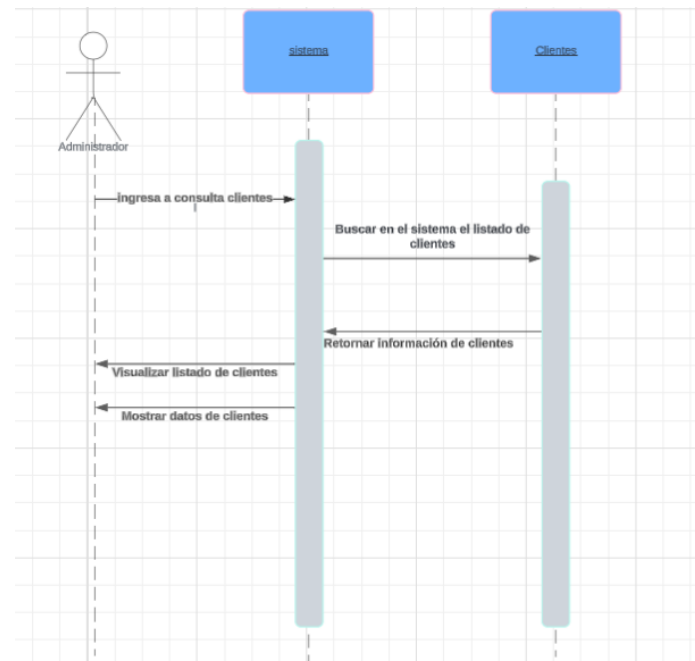 sistema
Clientes
Administrador
ingresa a consulta clientes
Buscar en el sistema el listado de
clientes
Retornar información de clientes
Visualizar listado de clientes
Mostrar datos de clientes